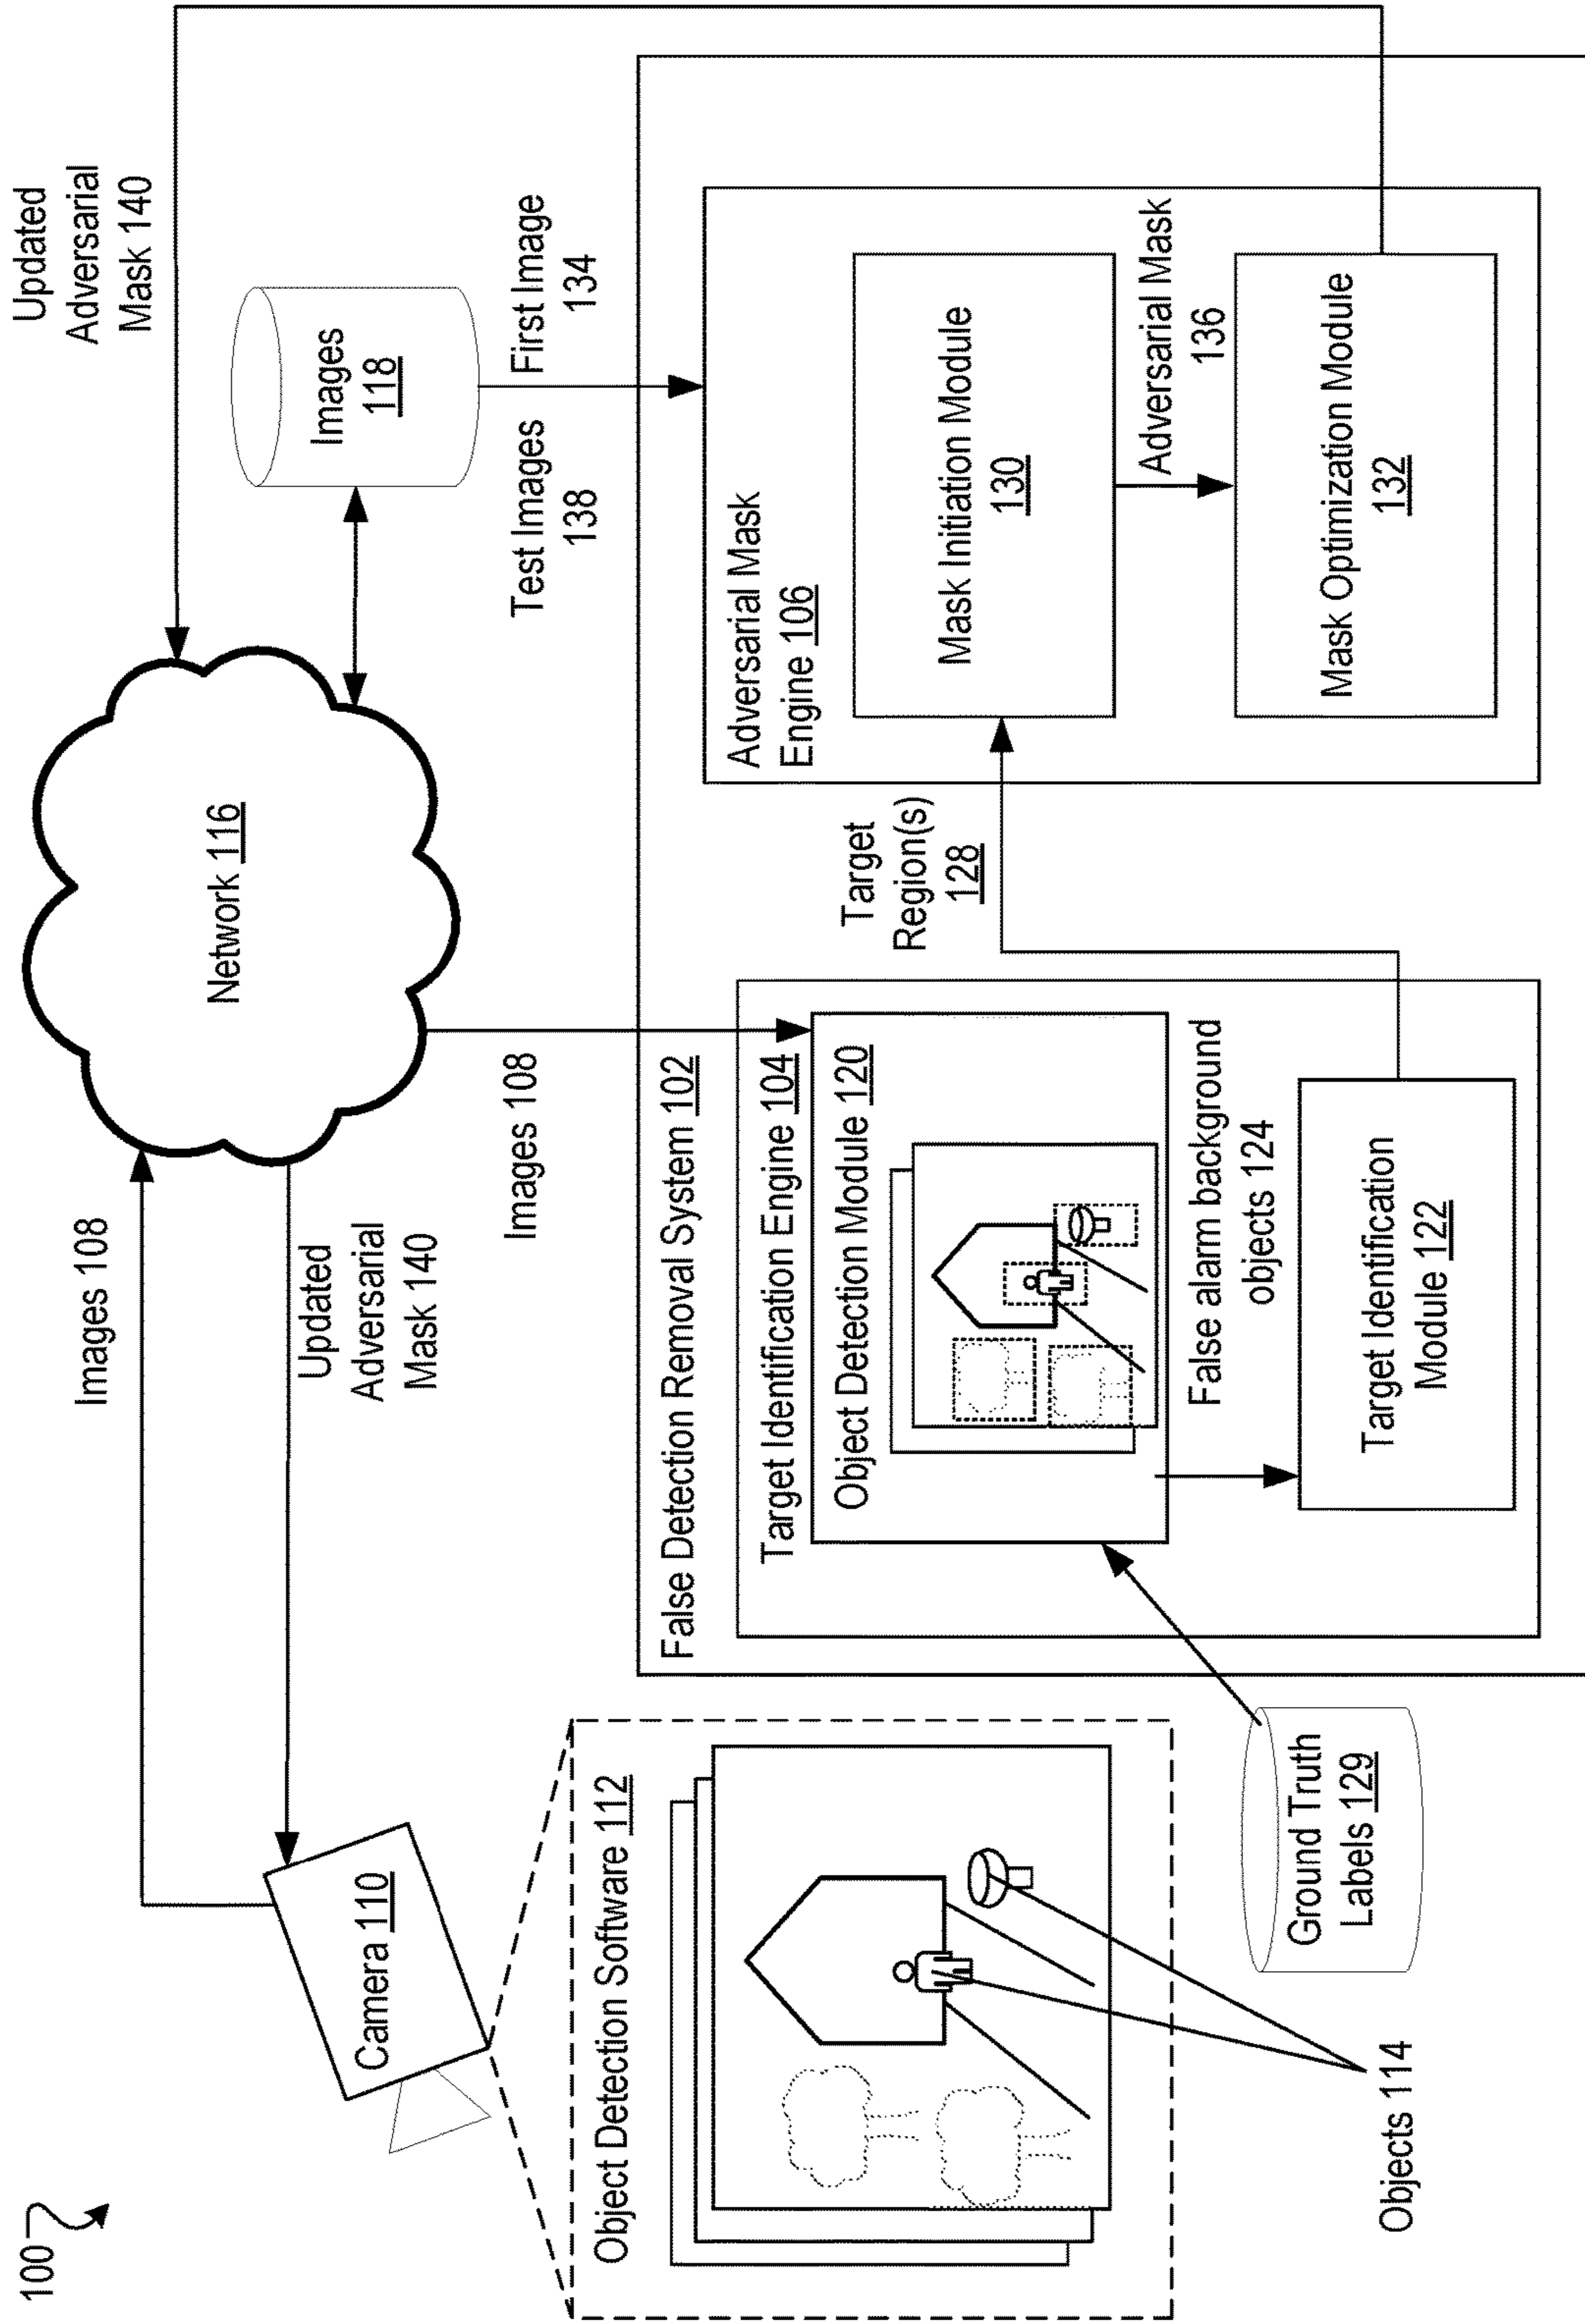 100
Camera 110
Images 108
Updated
Adversarial
Mask 140
Network 116
Updated
Adversarial
Mask 140
Images
118
Object Detection Software 112
Objects 114
Ground Truth
Labels 129
Images 108
Test Images
138
First Image
134
False Detection Removal System 102
Target Identification Engine 104
Object Detection Module 120
False alarm background
objects 124
Target Identification
Module 122
Target
Region(s)
128
Adversarial Mask
Engine 106
Mask Initiation Module
130
Adversarial Mask
136
Mask Optimization Module
132